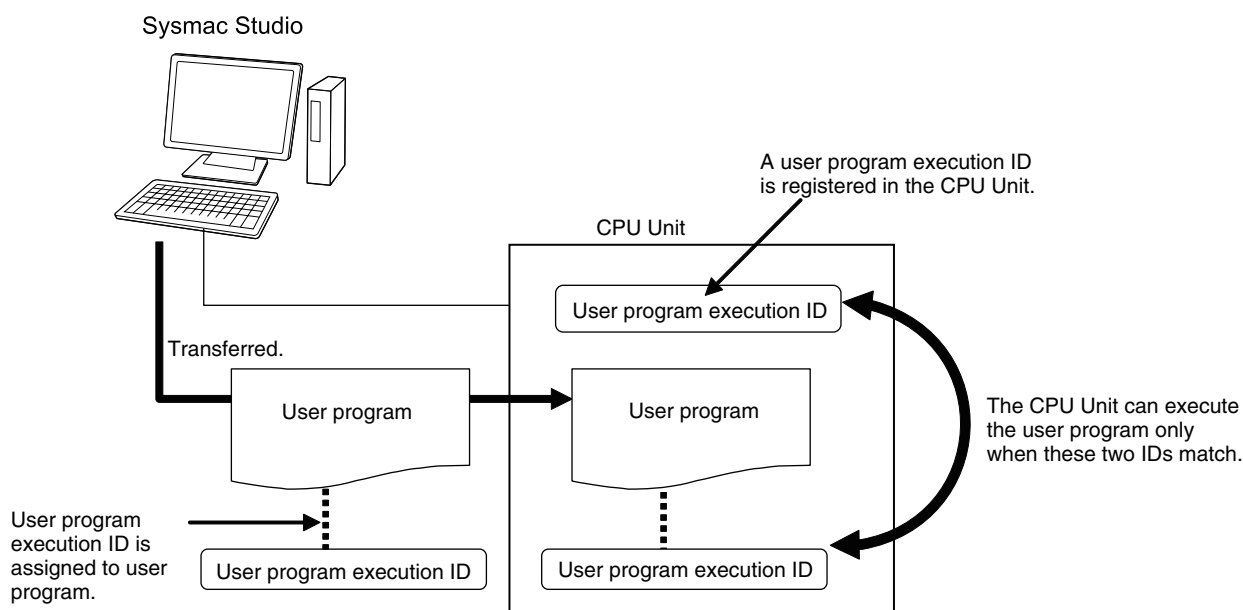 Sysmac Studio
A user program execution ID
is registered in the CPU Unit.
CPU Unit
User program execution ID
Transferred.
User program
User program
The CPU Unit can execute
the user program only
when these two IDs match.
User program
execution ID is
assigned to user
program.
User program execution ID
User program execution ID